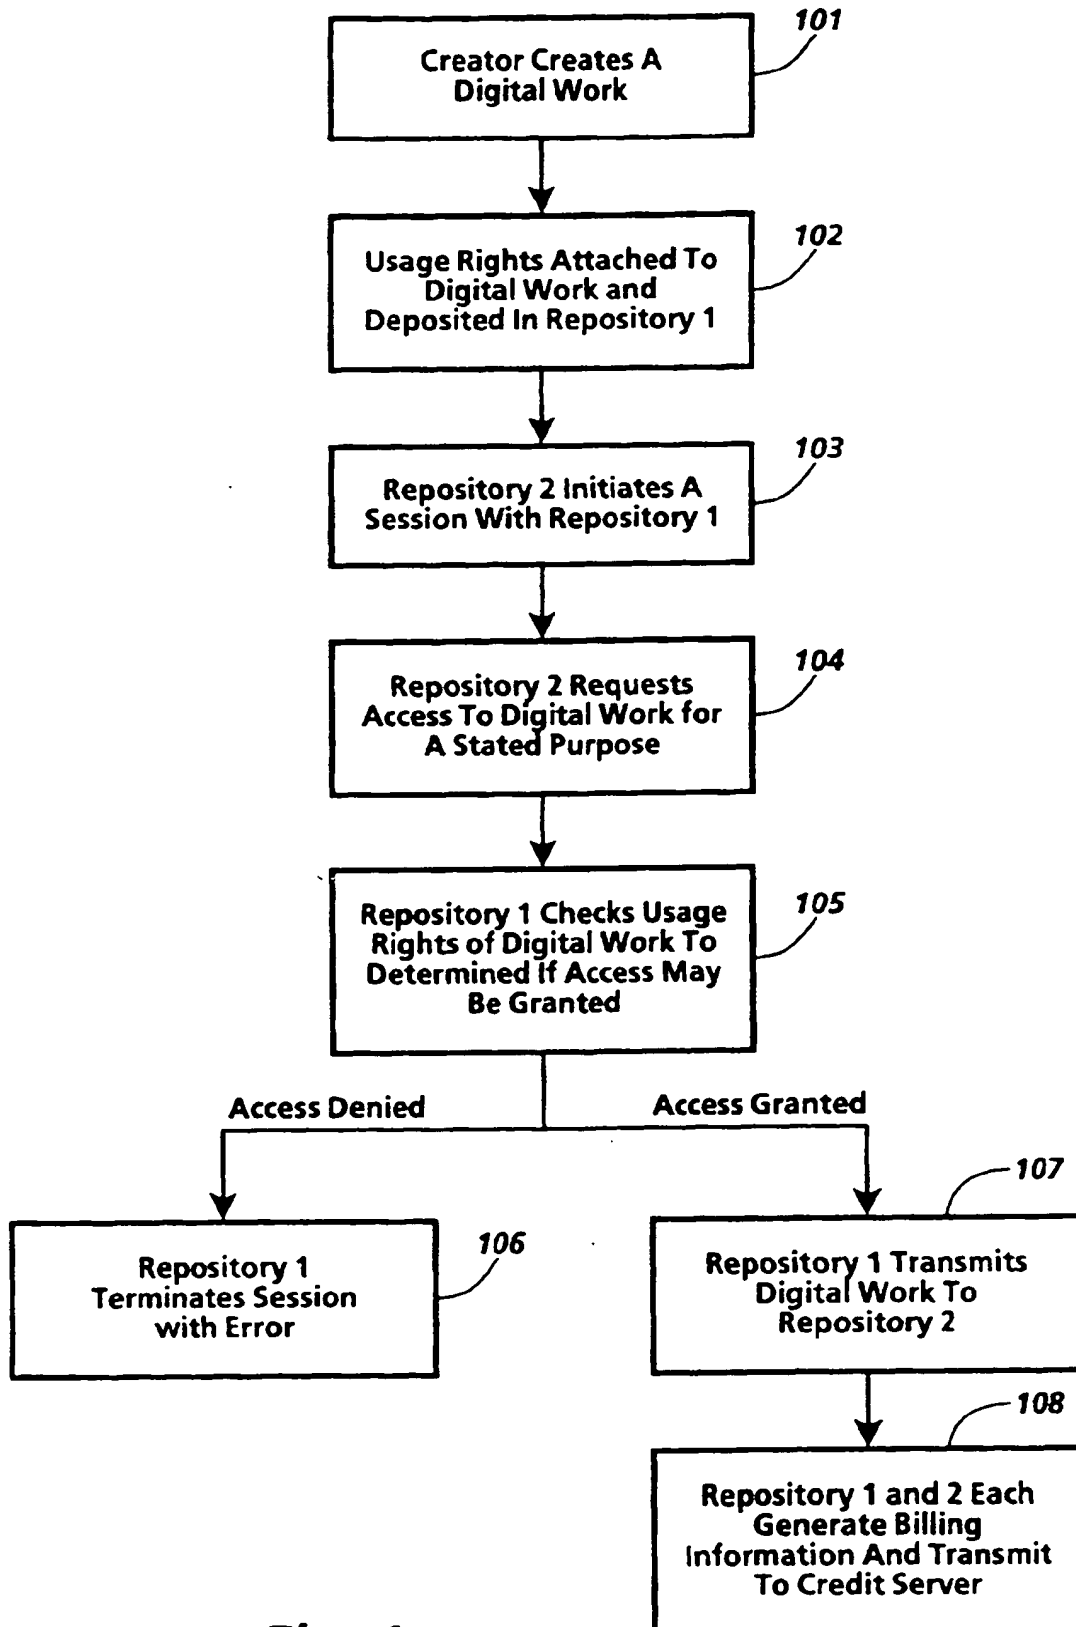 101
Creator Creates A
Digital Work
102
Usage Rights Attached To
Digital Work and
Deposited In Repository 1
103
Repository 2 Initiates A
Session With Repository 1
104
Repository 2 Requests
Access To Digital Work for
A Stated Purpose
105
Repository 1 Checks Usage
Rights of Digital Work To
Determined If Access May
Be Granted
Access Denied
Access Granted
106
Repository 1
Terminates Session
with Error
107
Repository 1 Transmits
Digital Work To
Repository 2
108
Repository 1 and 2 Each
Generate Billing
Information And Transmit
To Credit Server